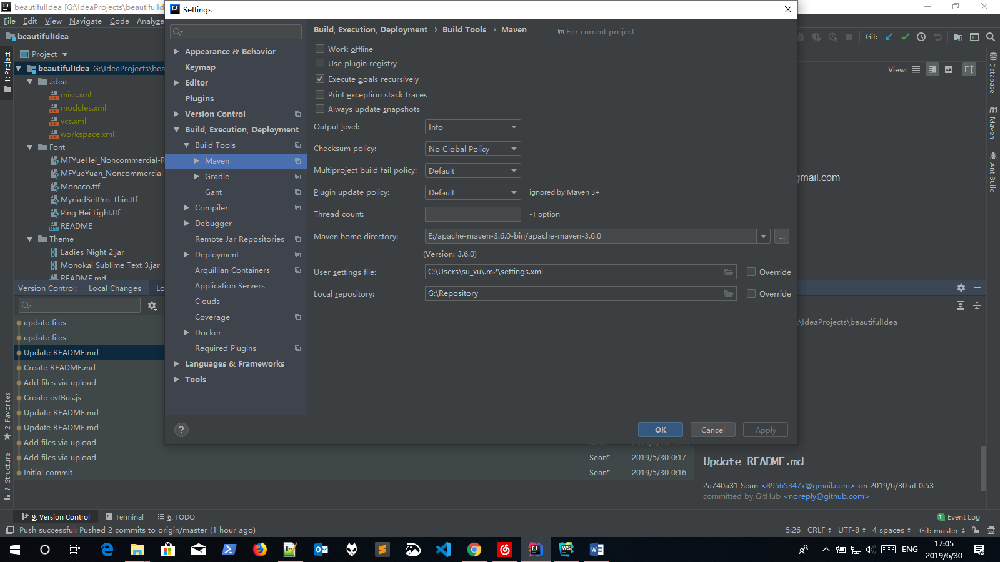 beautifulIdea [G:\IdeaProjects\beautifulId
Settings
File Edit View Navigate Code Analyze
beautifulIdea
Git:
Project
1: Project
beautifulIdea G:\IdeaProjects\bea
.idea
misc.xml
modules.xml
vcs.xml
workspace.xml
Font
MFYueHei_Noncommercial-R
MFYueYuan_Noncommercial-
Monaco.ttf
MyriadSetPro-Thin.ttf
Ping Hei Light.ttf
README
Theme
Ladies Night 2.jar
Monokai Sublime Text 3.jar
README.md
Appearance & Behavior
Keymap
Editor
Plugins
Version Control
Build, Execution, Deployment
Build Tools
Maven
Gradle
Gant
Compiler
Debugger
Remote Jar Repositories
Deployment
Arquillian Containers
Application Servers
Clouds
Coverage
Docker
Required Plugins
Languages & Frameworks
Tools
Build, Execution, Deployment › Build Tools › Maven For current project
Work offline
Use plugin registry
Execute goals recursively
Print exception stack traces
Always update snapshots
Output level: Info
Checksum policy: No Global Policy
Multiproject build fail policy: Default
Plugin update policy: Default ignored by Maven 3+
Thread count: -T option
Maven home directory: E:/apache-maven-3.6.0-bin/apache-maven-3.6.0 ...
(Version: 3.6.0)
User settings file: C:\Users\su_xu\.m2\settings.xml Override
Local repository: G:\Repository Override
? OK Cancel Apply
View:
Database
Maven
Ant Build
gmail.com
Version Control: Local Changes Lo
:\IdeaProjects\beautifulIdea
update files
update files
Update README.md
Create README.md
Add files via upload
Create evtBus.js
Update README.md
Update README.md
Add files via upload
Add files via upload Sean* 2019/5/30 0:17
Initial commit Sean* 2019/5/30 0:16
2: Favorites
7: Structure
Update README.md
2a740a31 Sean <89565347x@gmail.com> on 2019/6/30 at 0:53
committed by GitHub <noreply@github.com>
9: Version Control Terminal 6: TODO 1 Event Log
Push successful: Pushed 2 commits to origin/master (1 hour ago) 5:26 CRLF UTF-8 4 spaces Git: master
ENG 17:05
2019/6/30